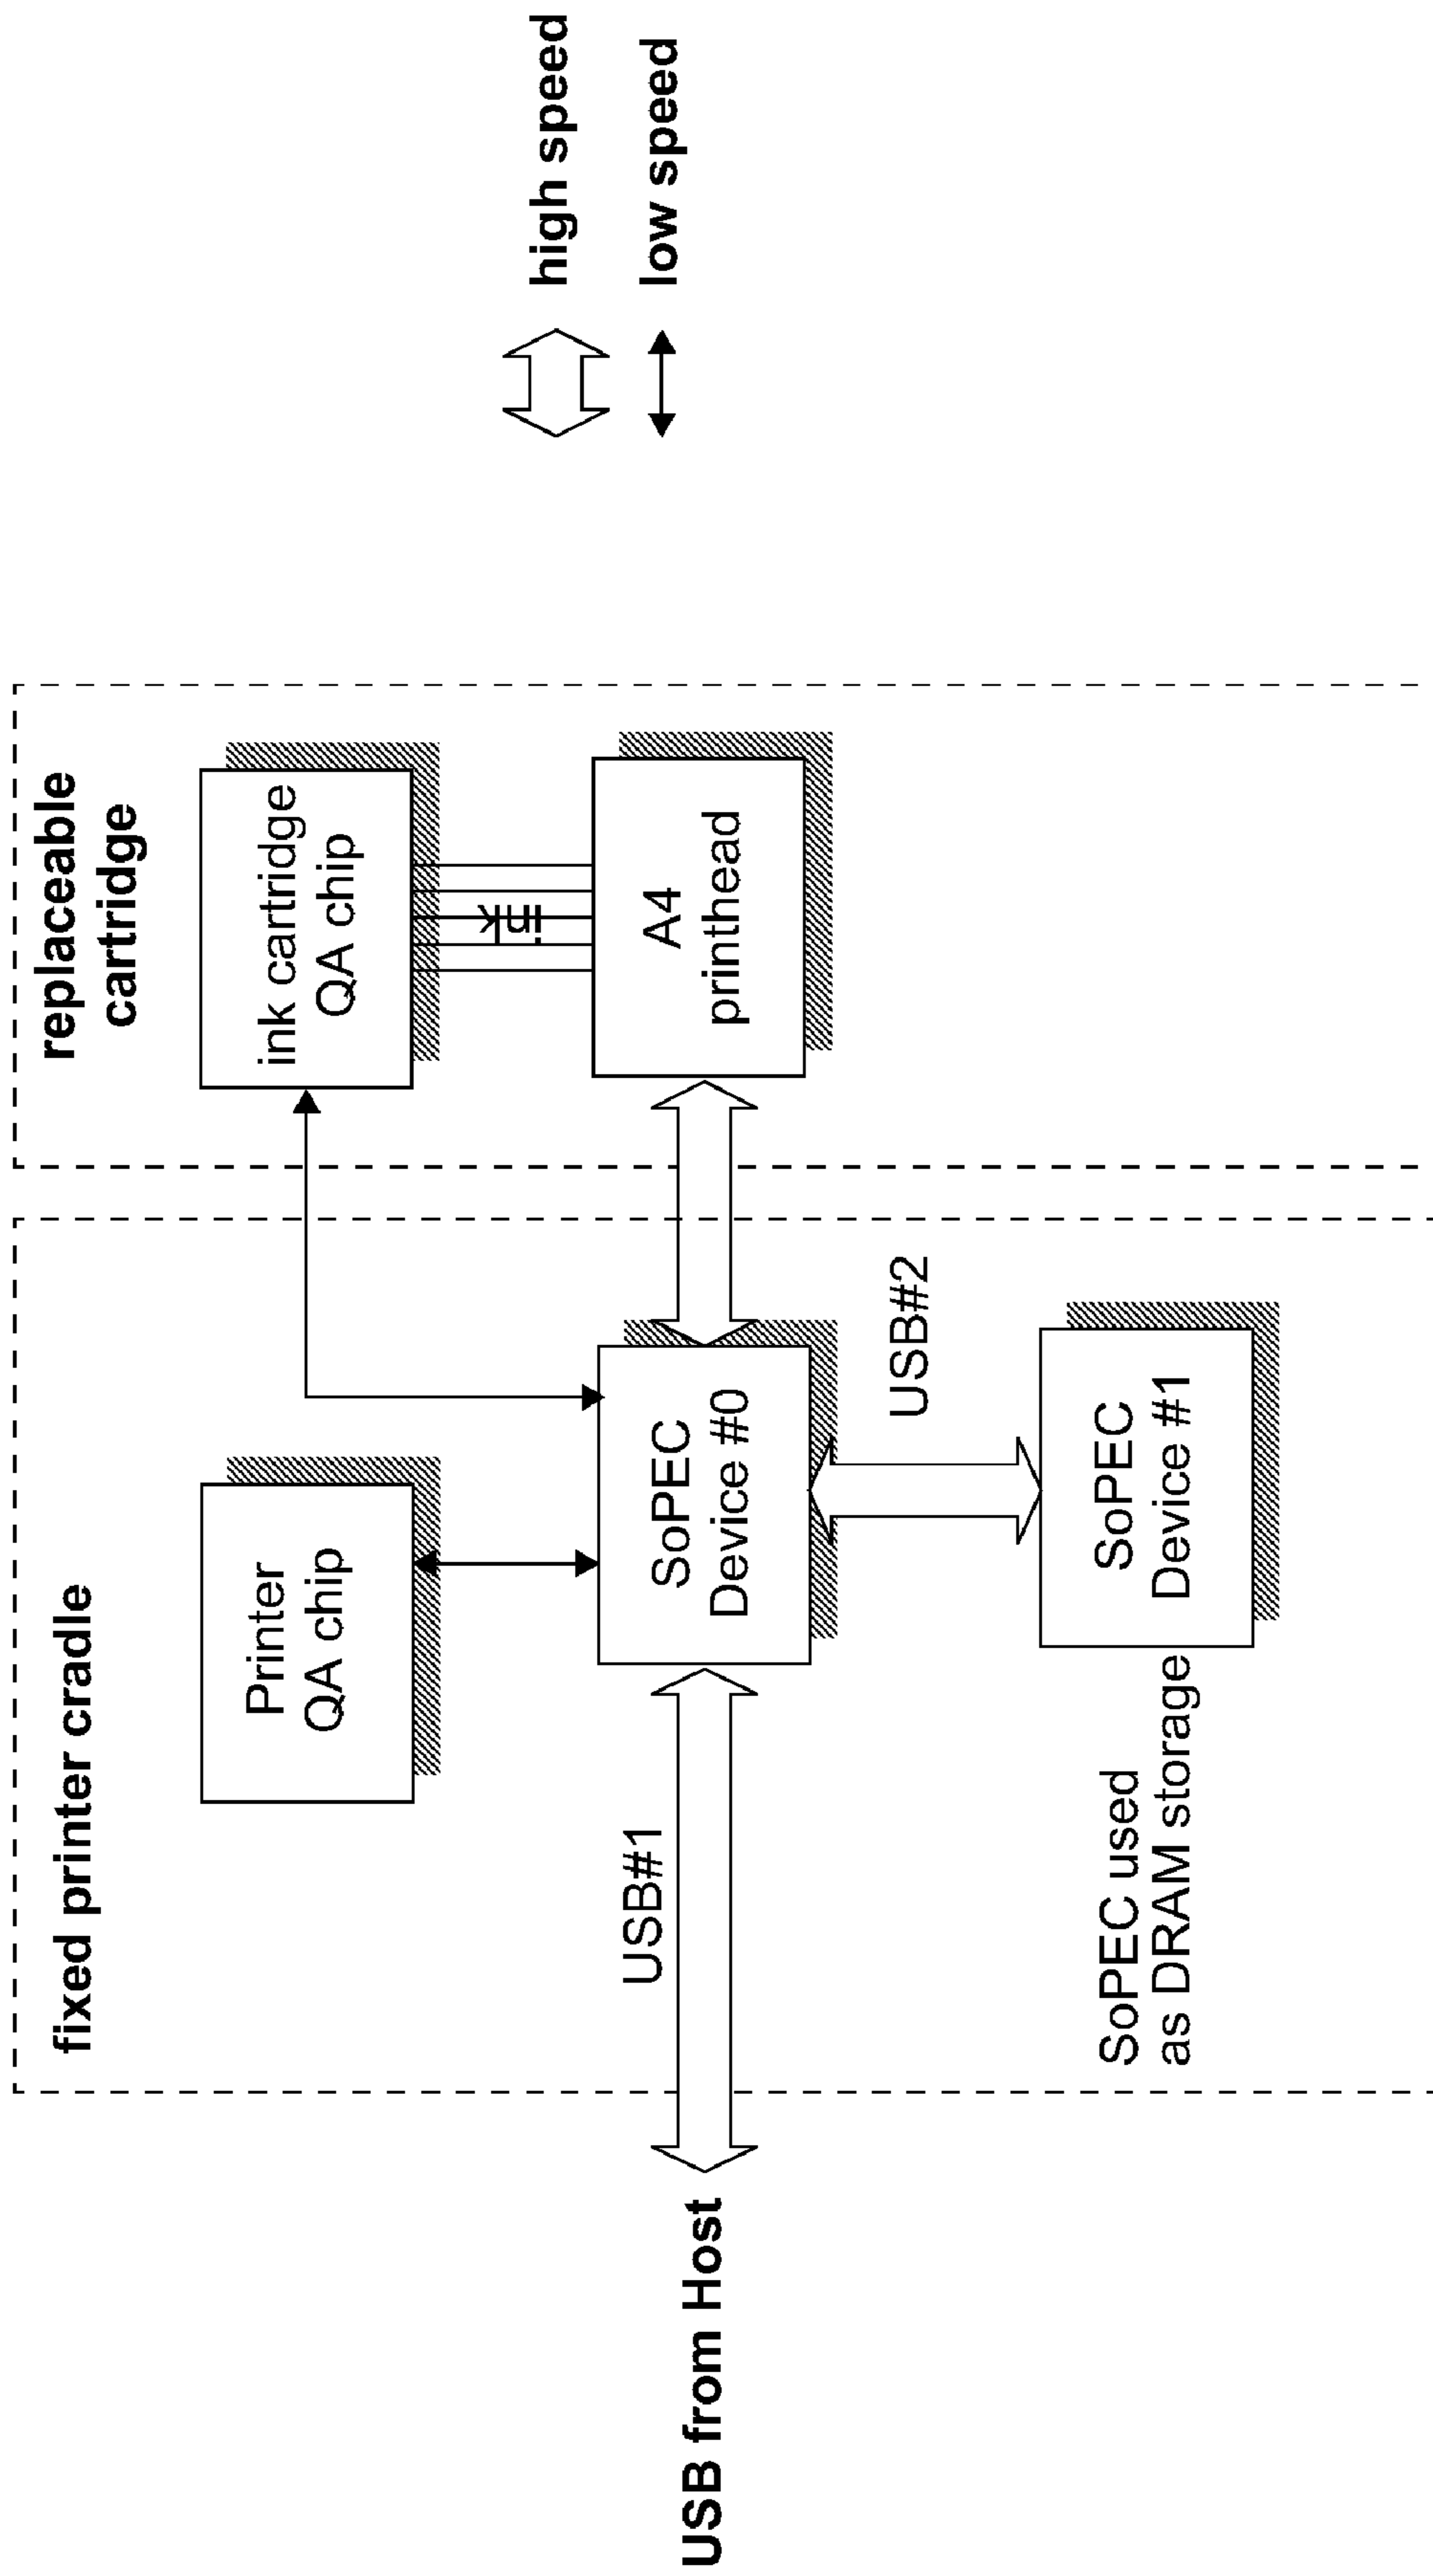 fixed printer cradle
replaceable
cartridge
Printer
QA chip
ink cartridge
QA chip
ink
high speed
low speed
USB from Host
USB#1
SoPEC
Device #0
A4
printhead
USB#2
SoPEC used
as DRAM storage
SoPEC
Device #1